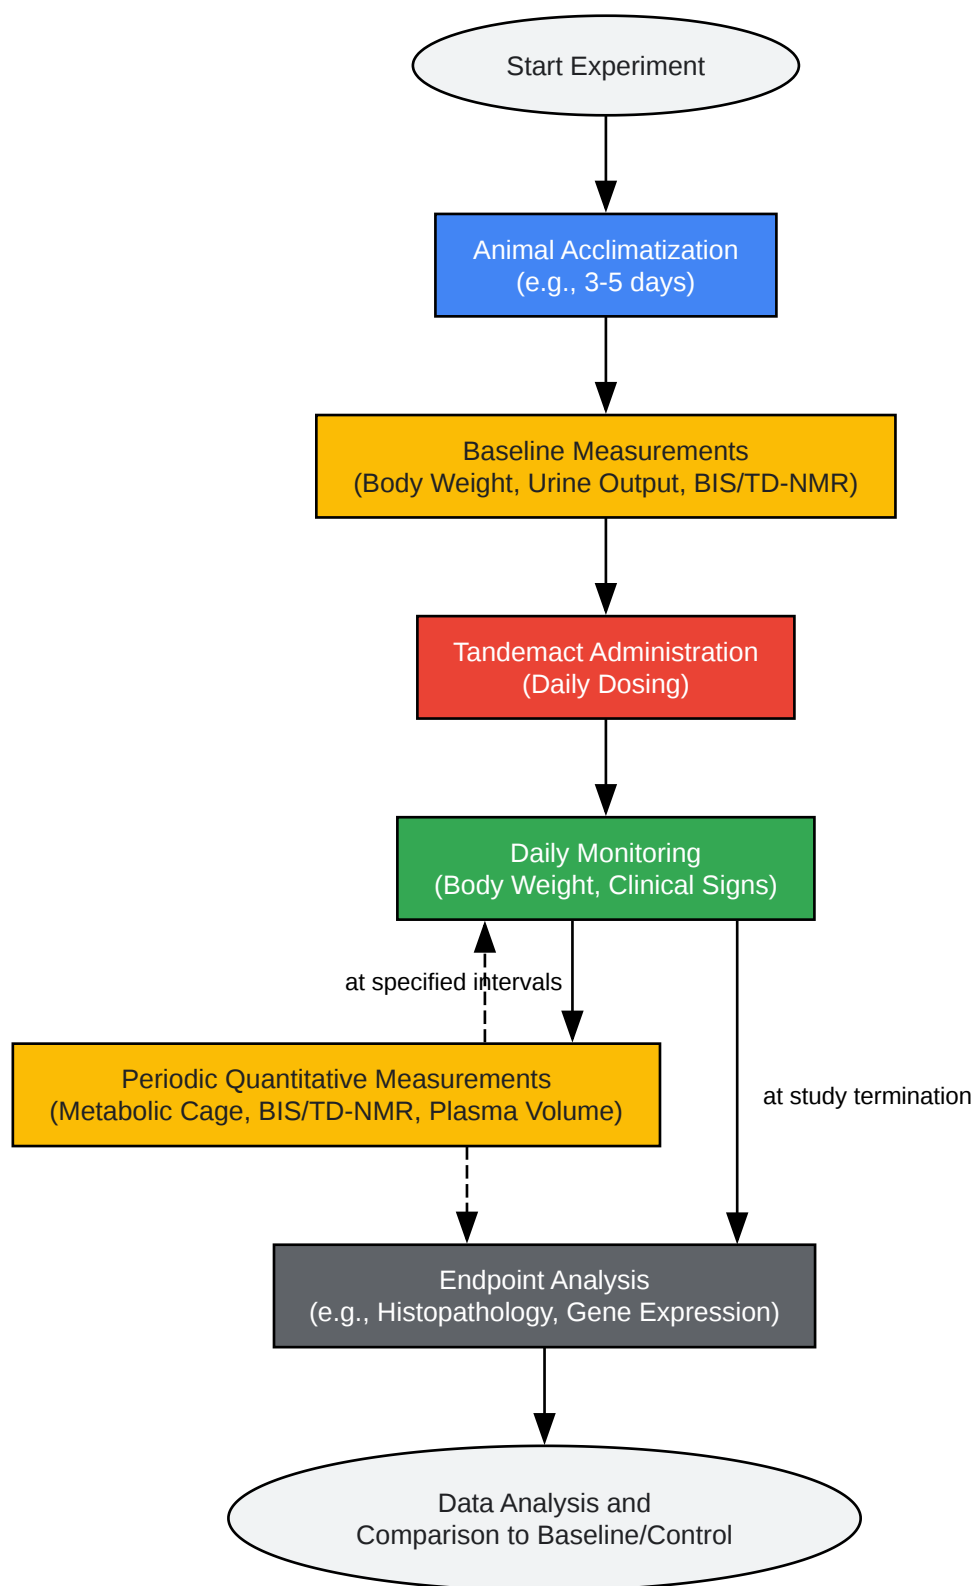 Start Experiment
Animal Acclimatization
(e.g., 3-5 days)
Baseline Measurements
(Body Weight, Urine Output, BIS/TD-NMR)
Tandemact Administration
(Daily Dosing)
Daily Monitoring
(Body Weight, Clinical Signs)
at specified intervals
Periodic Quantitative Measurements
(Metabolic Cage, BIS/TD-NMR, Plasma Volume)
at study termination
Endpoint Analysis
(e.g., Histopathology, Gene Expression)
Data Analysis and
Comparison to Baseline/Control